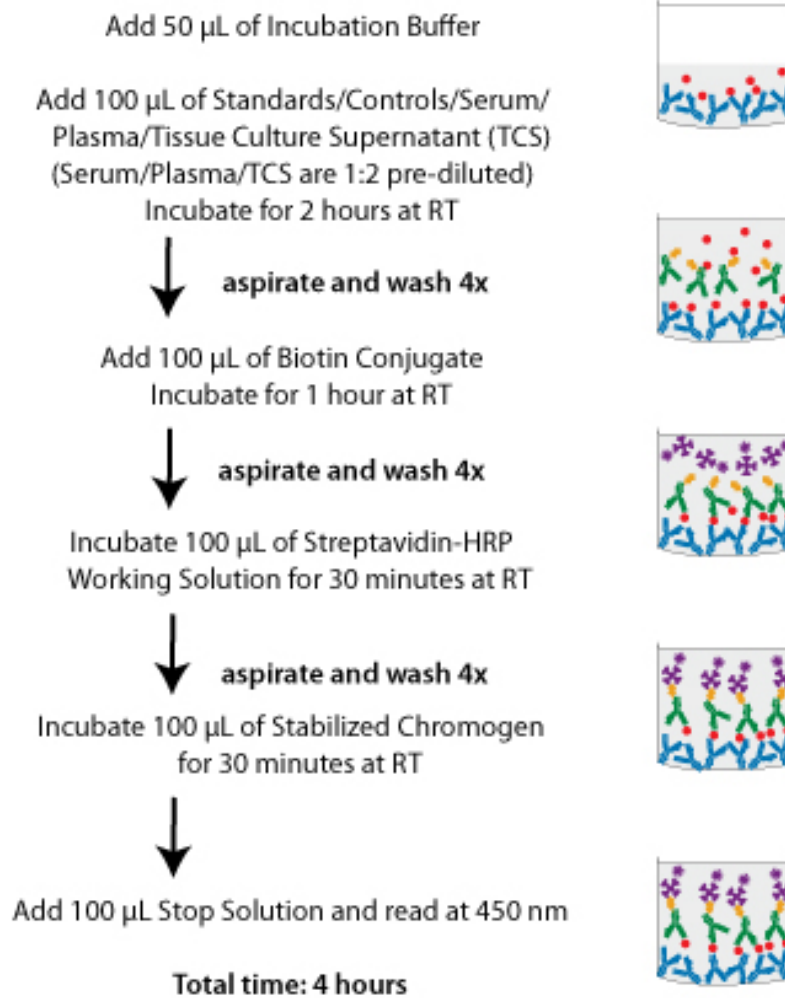 Add 50 µL of Incubation Buffer
Add 100 µL of Standards/Controls/Serum/
Plasma/Tissue Culture Supernatant (TCS)
(Serum/Plasma/TCS are 1:2 pre-diluted)
Incubate for 2 hours at RT
aspirate and wash 4x
Add 100 µL of Biotin Conjugate
Incubate for 1 hour at RT
aspirate and wash 4x
Incubate 100 µL of Streptavidin-HRP
Working Solution for 30 minutes at RT
aspirate and wash 4x
Incubate 100 µL of Stabilized Chromogen
for 30 minutes at RT
Add 100 µL Stop Solution and read at 450 nm
Total time: 4 hours